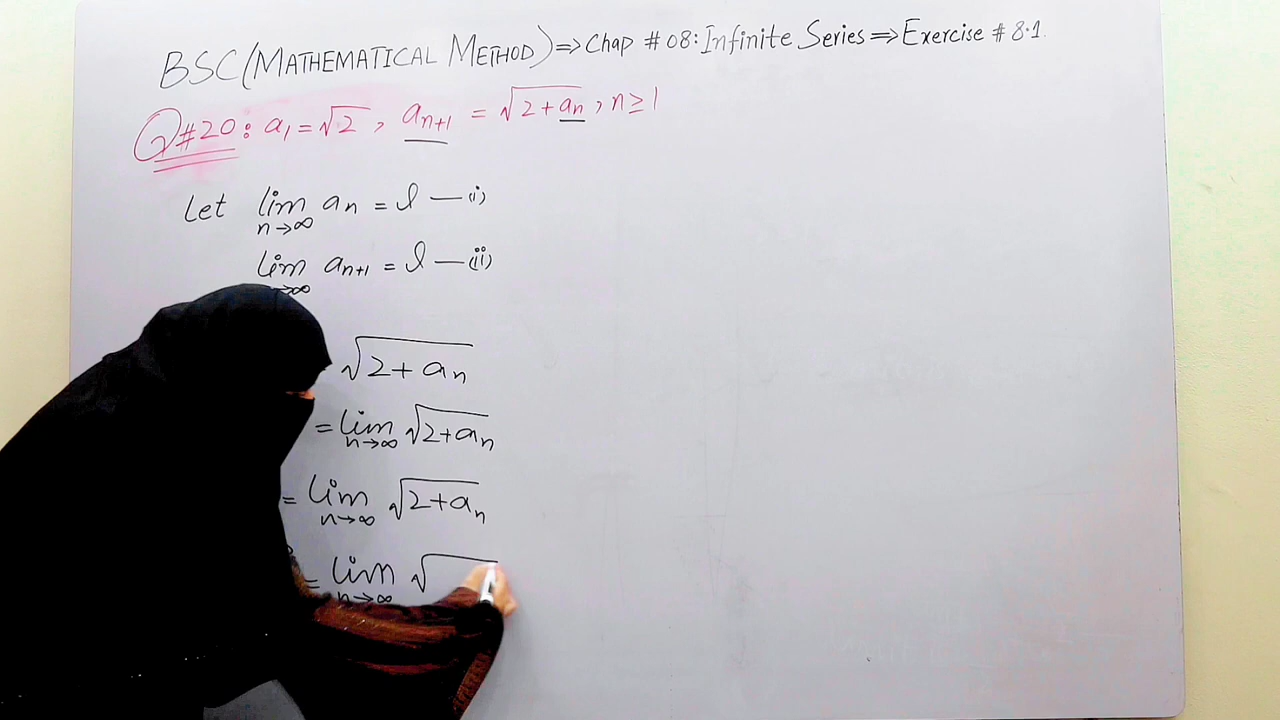 BSC(MATHEMATICAL METHOD)⇒Chap # 08:Infinite Series⇒Exercise # 8.1.
Q#20: a₁=√2, aₙ₊₁ = √(2+aₙ), n≥1
Let lim n→∞ aₙ = l —(i)
lim →∞ aₙ₊₁ = l —(ii)
√(2+aₙ)
= lim n→∞ √(2+aₙ)
= lim n→∞ √(2+aₙ)
= lim n→∞ √